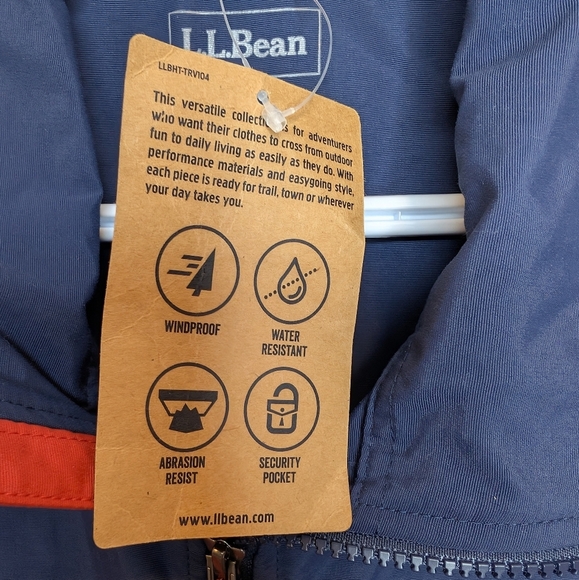 L.L.Bean
LLBHT-TRV104
This versatile collection is for adventurers
who want their clothes to cross from outdoor
fun to daily living as easily as they do. With
performance materials and easygoing style,
each piece is ready for trail, town or wherever
your day takes you.
WINDPROOF
WATER
RESISTANT
ABRASION
RESIST
SECURITY
POCKET
www.llbean.com